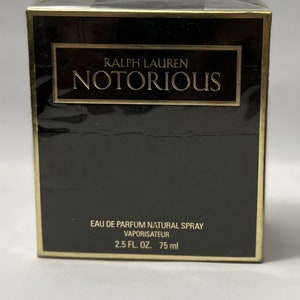 RALPH LAUREN
NOTORIOUS
EAU DE PARFUM NATURAL SPRAY
VAPORISATEUR
2.5 FL. OZ. 75 ml